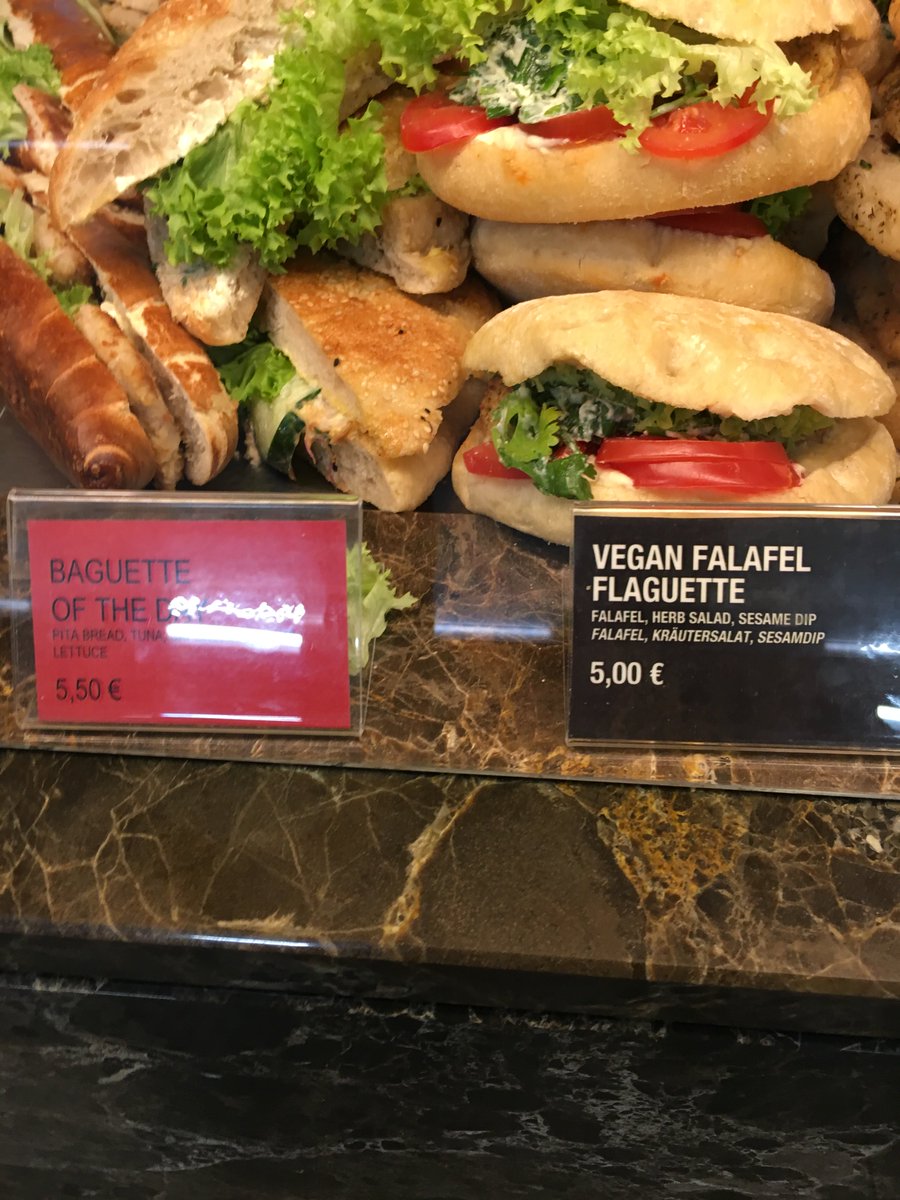 BAGUETTE
OF THE DAY
PITA BREAD, TUNA,
LETTUCE
5,50 €
VEGAN FALAFEL
FLAGUETTE
FALAFEL, HERB SALAD, SESAME DIP
FALAFEL, KRÄUTERSALAT, SESAMDIP
5,00 €